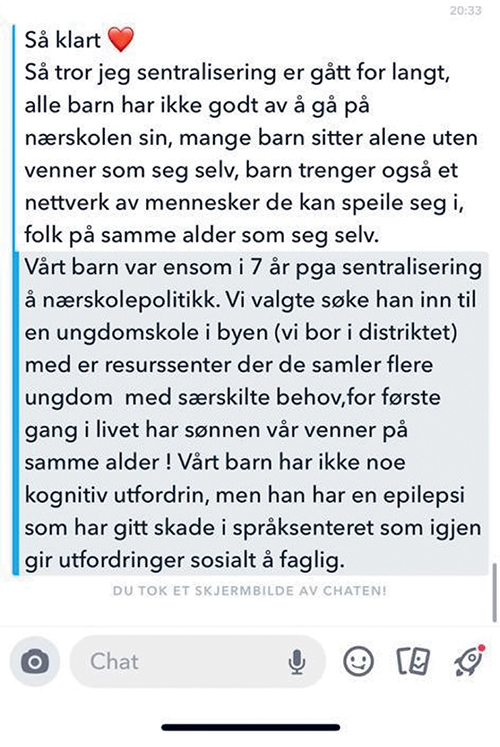 20:33
Så klart ❤️
Så tror jeg sentralisering er gått for langt,
alle barn har ikke godt av å gå på
nærskolen sin, mange barn sitter alene uten
venner som seg selv, barn trenger også et
nettverk av mennesker de kan speile seg i,
folk på samme alder som seg selv.
Vårt barn var ensom i 7 år pga sentralisering
å nærskolepolitikk. Vi valgte søke han inn til
en ungdomskole i byen (vi bor i distriktet)
med er resurssenter der de samler flere
ungdom  med særskilte behov,for første
gang i livet har sønnen vår venner på
samme alder ! Vårt barn har ikke noe
kognitiv utfordrin, men han har en epilepsi
som har gitt skade i språksenteret som igjen
gir utfordringer sosialt å faglig.
DU TOK ET SKJERMBILDE AV CHATEN!
Chat